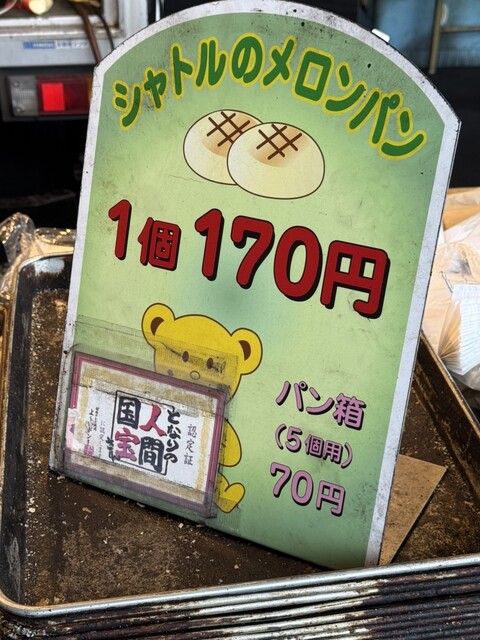 シャトルのメロンパン
1個 170円
パン箱
(5個用)
70円
認定証
となりの
人間
国宝